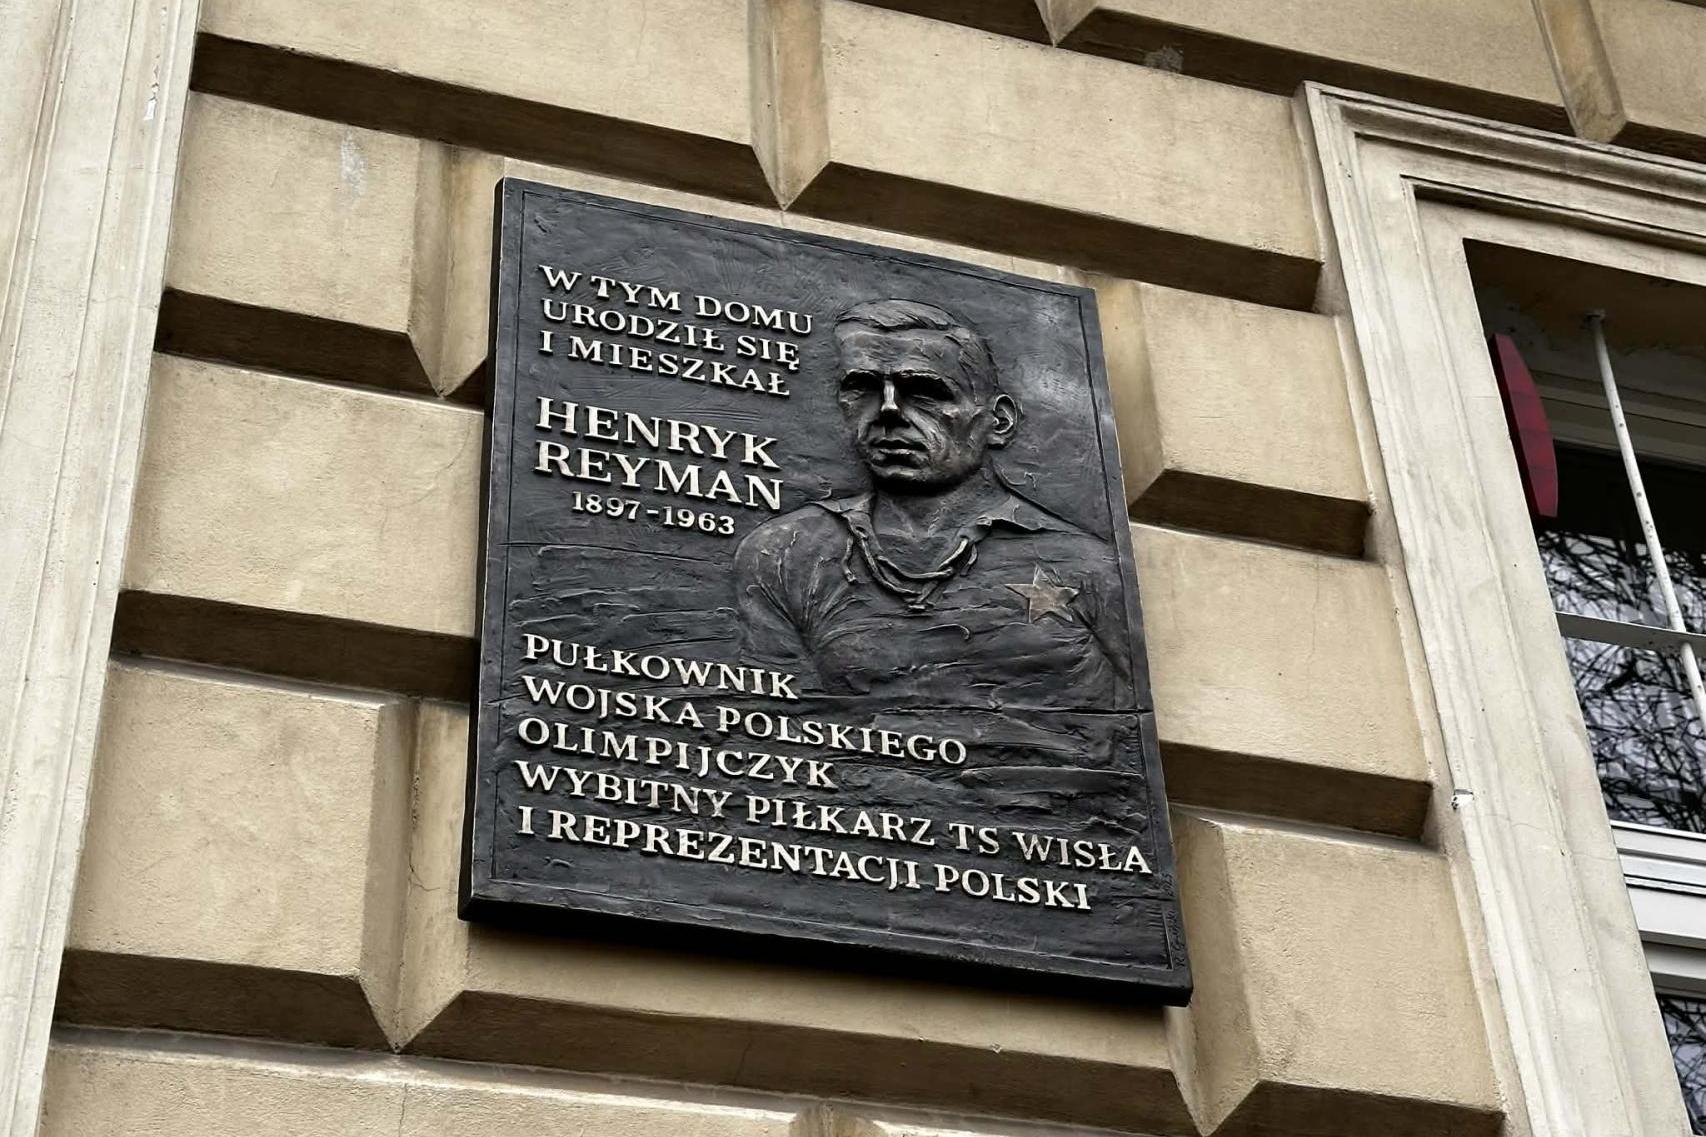 W TYM DOMU
URODZIŁ SIĘ
I MIESZKAŁ
HENRYK
REYMAN
1897-1963
PUŁKOWNIK
WOJSKA POLSKIEGO
OLIMPIJCZYK
WYBITNY PIŁKARZ TS WISŁA
I REPREZENTACJI POLSKI